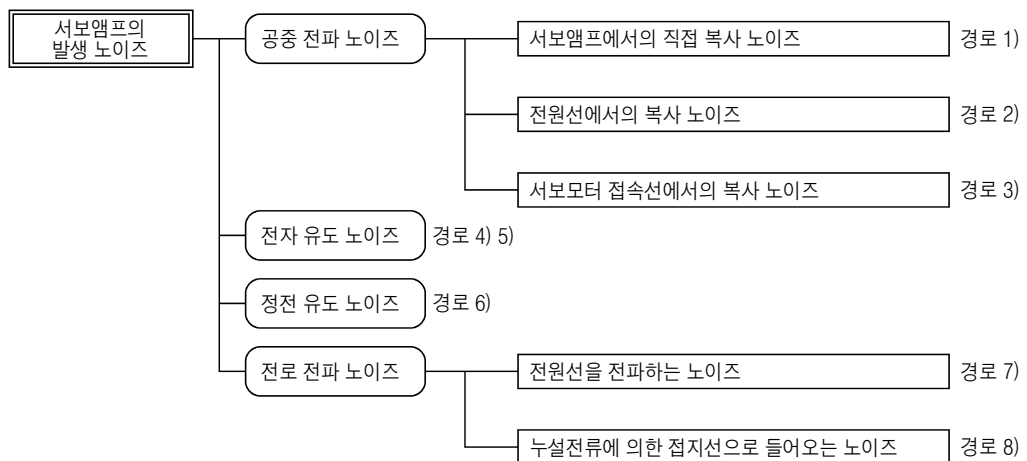 서보앰프의
발생 노이즈
공중 전파 노이즈
서보앰프에서의 직접 복사 노이즈 경로 1)
전원선에서의 복사 노이즈 경로 2)
서보모터 접속선에서의 복사 노이즈 경로 3)
전자 유도 노이즈 경로 4) 5)
정전 유도 노이즈 경로 6)
전로 전파 노이즈
전원선을 전파하는 노이즈 경로 7)
누설전류에 의한 접지선으로 들어오는 노이즈 경로 8)